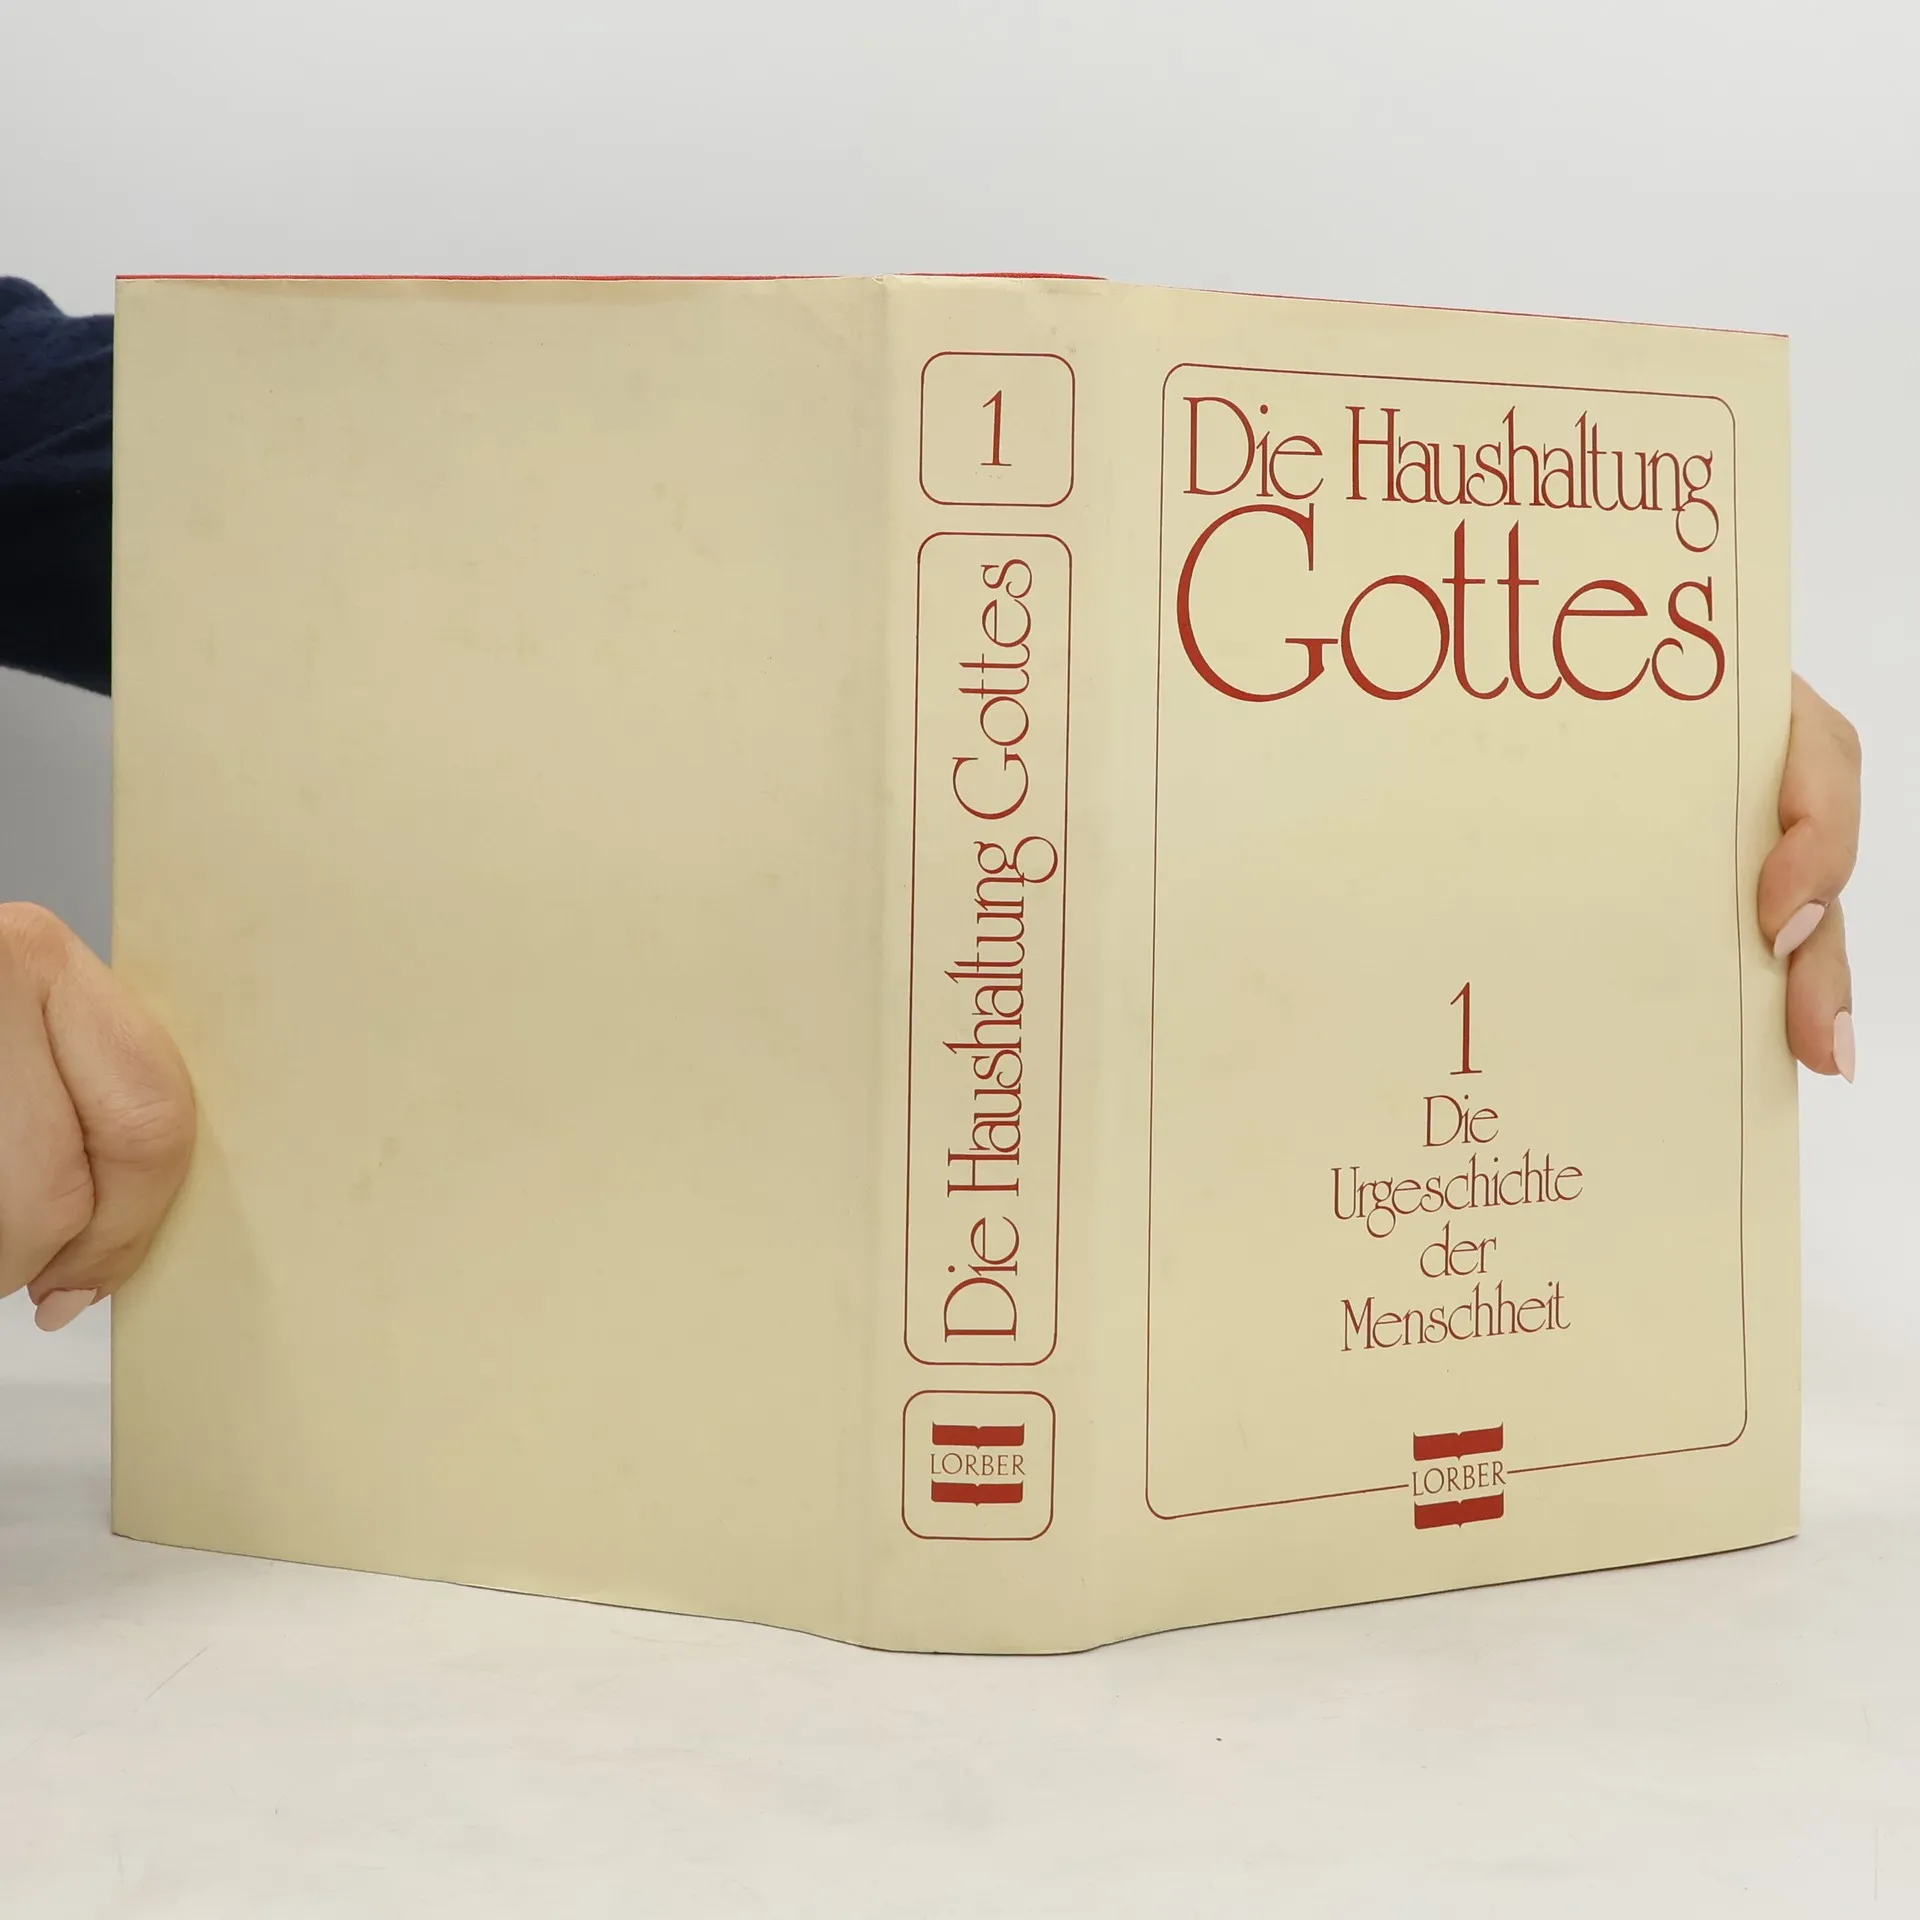 1
Die Haushaltung Gottes
LORBER
Die Haushaltung
Gottes
1
Die
Urgeschichte
der
Menschheit
LORBER